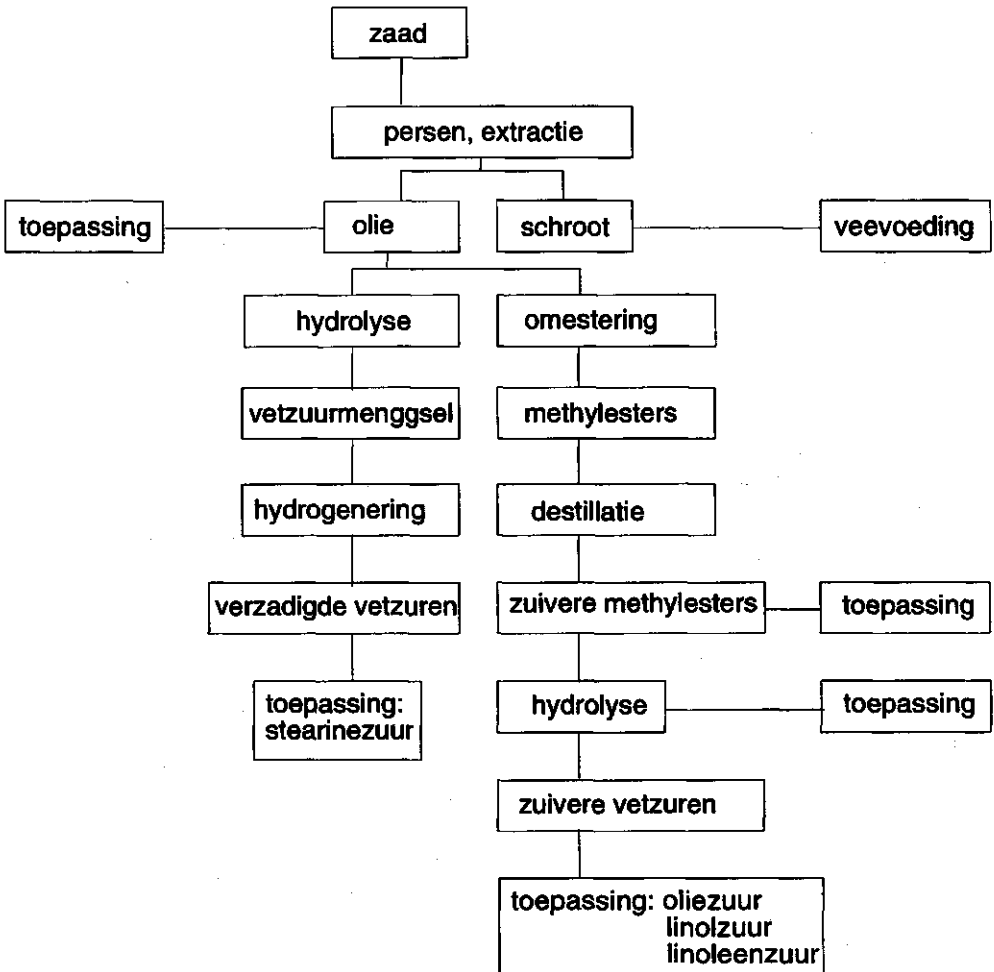 zaad
persen, extractie
toepassing
olie
schroot
veevoeding
hydrolyse
omestering
vetzuurmenggsel
methylesters
hydrogenering
destillatie
verzadigde vetzuren
zuivere methylesters
toepassing
toepassing:
stearinezuur
hydrolyse
toepassing
zuivere vetzuren
toepassing: oliezuur
linolzuur
linoleenzuur